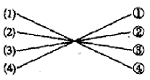 (1) ①
(2) ②
(3) ③
(4) ④